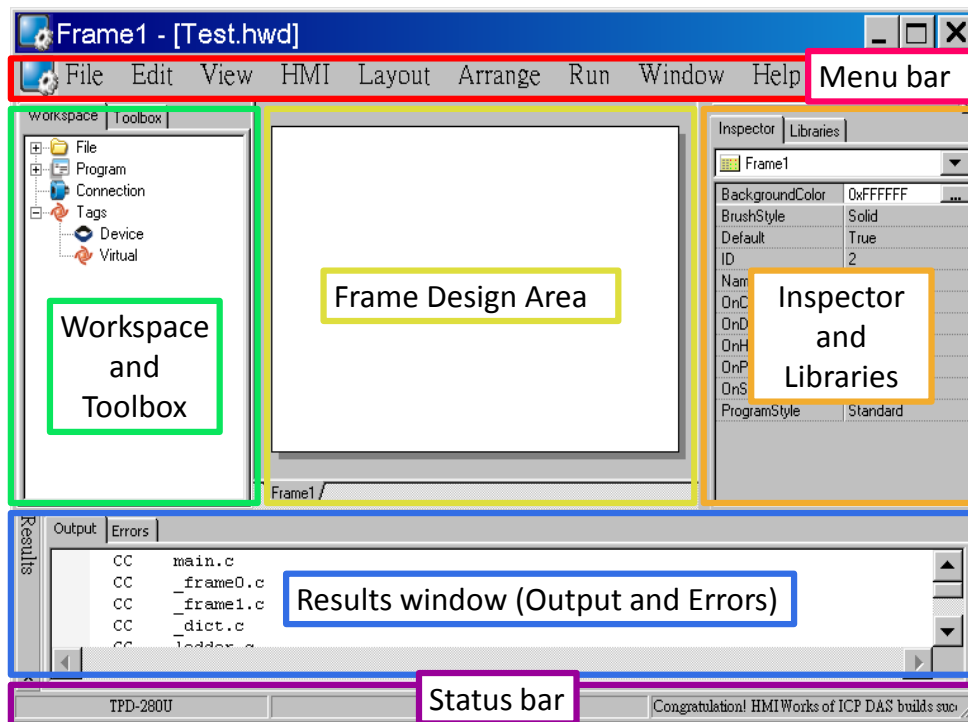 Frame1 - [Test.hwd]
File Edit View HMI Layout Arrange Run Window Help
Menu bar
Workspace Toolbox
File
Program
Connection
Tags
Device
Virtual
Workspace
and
Toolbox
Frame Design Area
Frame1
Inspector Libraries
Frame1
BackgroundColor 0xFFFFFF ...
BrushStyle Solid
Default True
ID 2
ProgramStyle Standard
Inspector
and
Libraries
Results
Output Errors
CC main.c
CC _frame0.c
CC _frame1.c
CC _dict.c
Results window (Output and Errors)
Status bar
TPD-280U
Congratulation! HMIWorks of ICP DAS builds